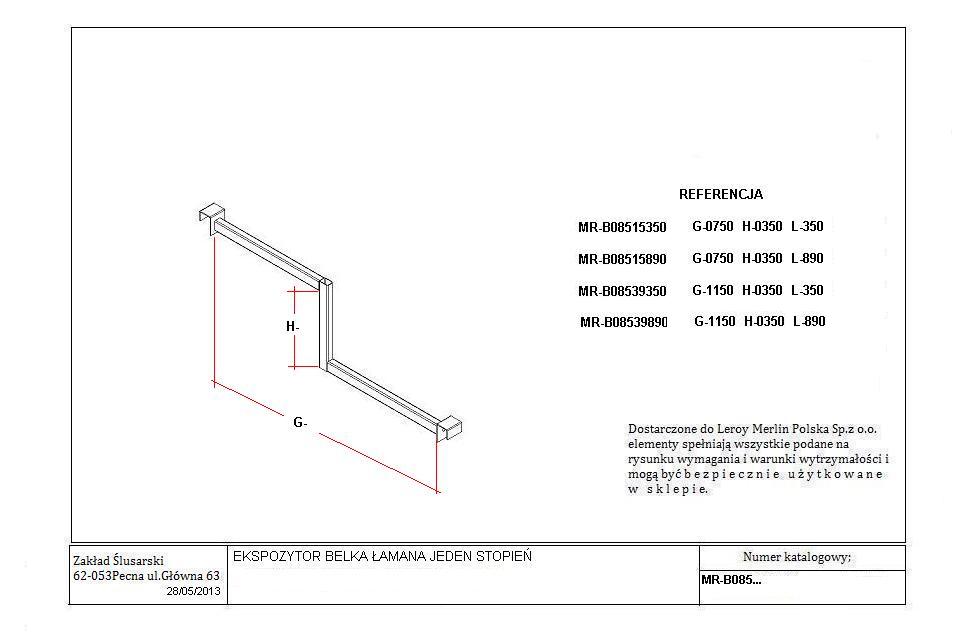 REFERENCJA
MR-B08515350 G-0750 H-0350 L-350
MR-B08515890 G-0750 H-0350 L-890
MR-B08539350 G-1150 H-0350 L-350
MR-B08539890 G-1150 H-0350 L-890
H-
G-
Dostarczone do Leroy Merlin Polska Sp.z o.o.
elementy spełniają wszystkie podane na
rysunku wymagania i warunki wytrzymałości i
mogą być b e z p i e c z n i e u ż y t k o w a n e
w s k l e p i e.
Zakład Ślusarski
62-053Pecna ul.Główna 63
28/05/2013
EKSPOZYTOR BELKA ŁAMANA JEDEN STOPIEŃ
Numer katalogowy;
MR-B085...